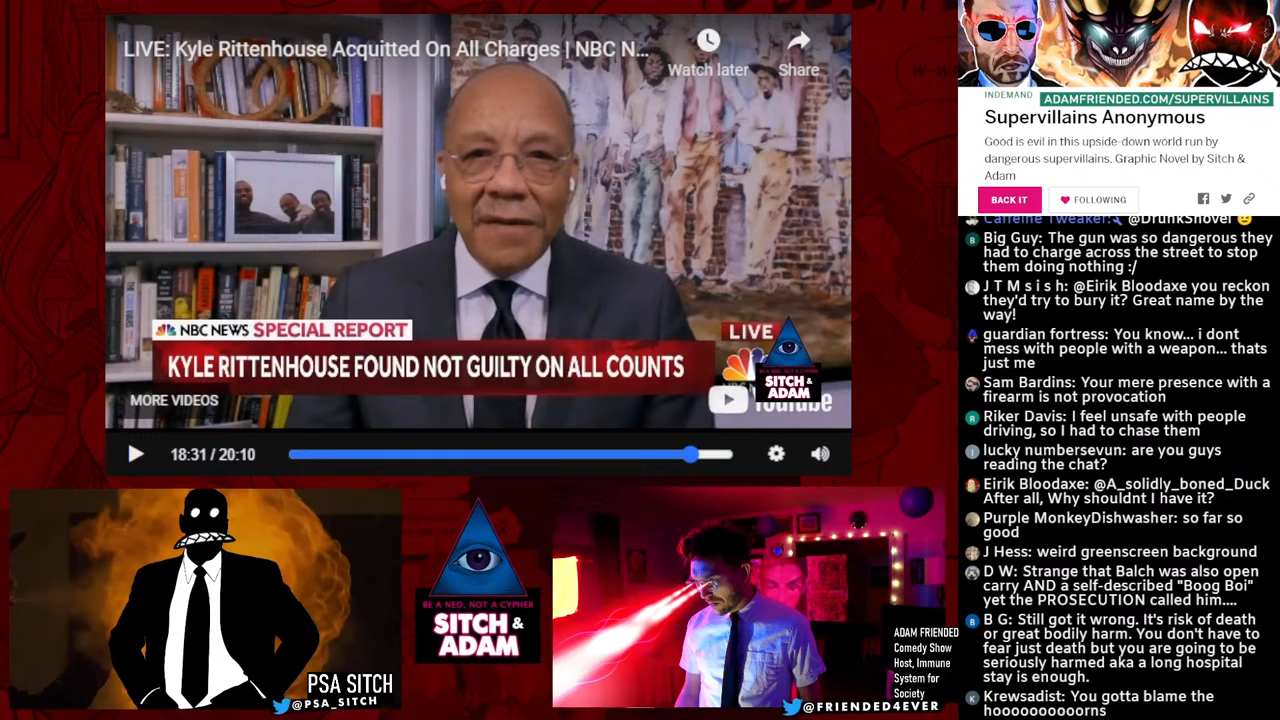 LIVE: Kyle Rittenhouse Acquitted On All Charges | NBC N...
Watch later
Share
NBC NEWS SPECIAL REPORT
LIVE
KYLE RITTENHOUSE FOUND NOT GUILTY ON ALL COUNTS
BE A NEO, NOT A CYPHER
SITCH &
ADAM
MORE VIDEOS
YouTube
18:31 / 20:10
PSA SITCH
@PSA_SITCH
BE A NEO, NOT A CYPHER
SITCH &
ADAM
ADAM FRIENDED
Comedy Show
Host, Immune
System for
Society
@FRIENDED4EVER
INDEMAND
ADAMFRIENDED.COM/SUPERVILLAINS
Supervillains Anonymous
Good is evil in this upside-down world run by
dangerous supervillains. Graphic Novel by Sitch &
Adam
BACK IT
FOLLOWING
Caffeine Tweaker: @DrunkShovel
Big Guy: The gun was so dangerous they
had to charge across the street to stop
them doing nothing :/
J T M s i s h: @Eirik Bloodaxe you reckon
they'd try to bury it? Great name by the
way!
guardian fortress: You know... i dont
mess with people with a weapon... thats
just me
Sam Bardins: Your mere presence with a
firearm is not provocation
Riker Davis: I feel unsafe with people
driving, so I had to chase them
lucky numbersevun: are you guys
reading the chat?
Eirik Bloodaxe: @A_solidly_boned_Duck
After all, Why shouldnt I have it?
Purple MonkeyDishwasher: so far so
good
J Hess: weird greenscreen background
D W: Strange that Balch was also open
carry AND a self-described "Boog Boi"
yet the PROSECUTION called him....
B G: Still got it wrong. It's risk of death
or great bodily harm. You don't have to
fear just death but you are going to be
seriously harmed aka a long hospital
stay is enough.
Krewsadist: You gotta blame the
hoooooooooorns